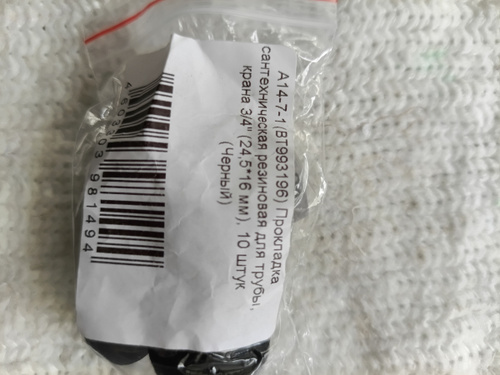 А14-7-1(ВТ993196) Прокладка
сантехническая резиновая для трубы,
крана 3/4" (24,5*16 мм), 10 штук
(Черный)
981494